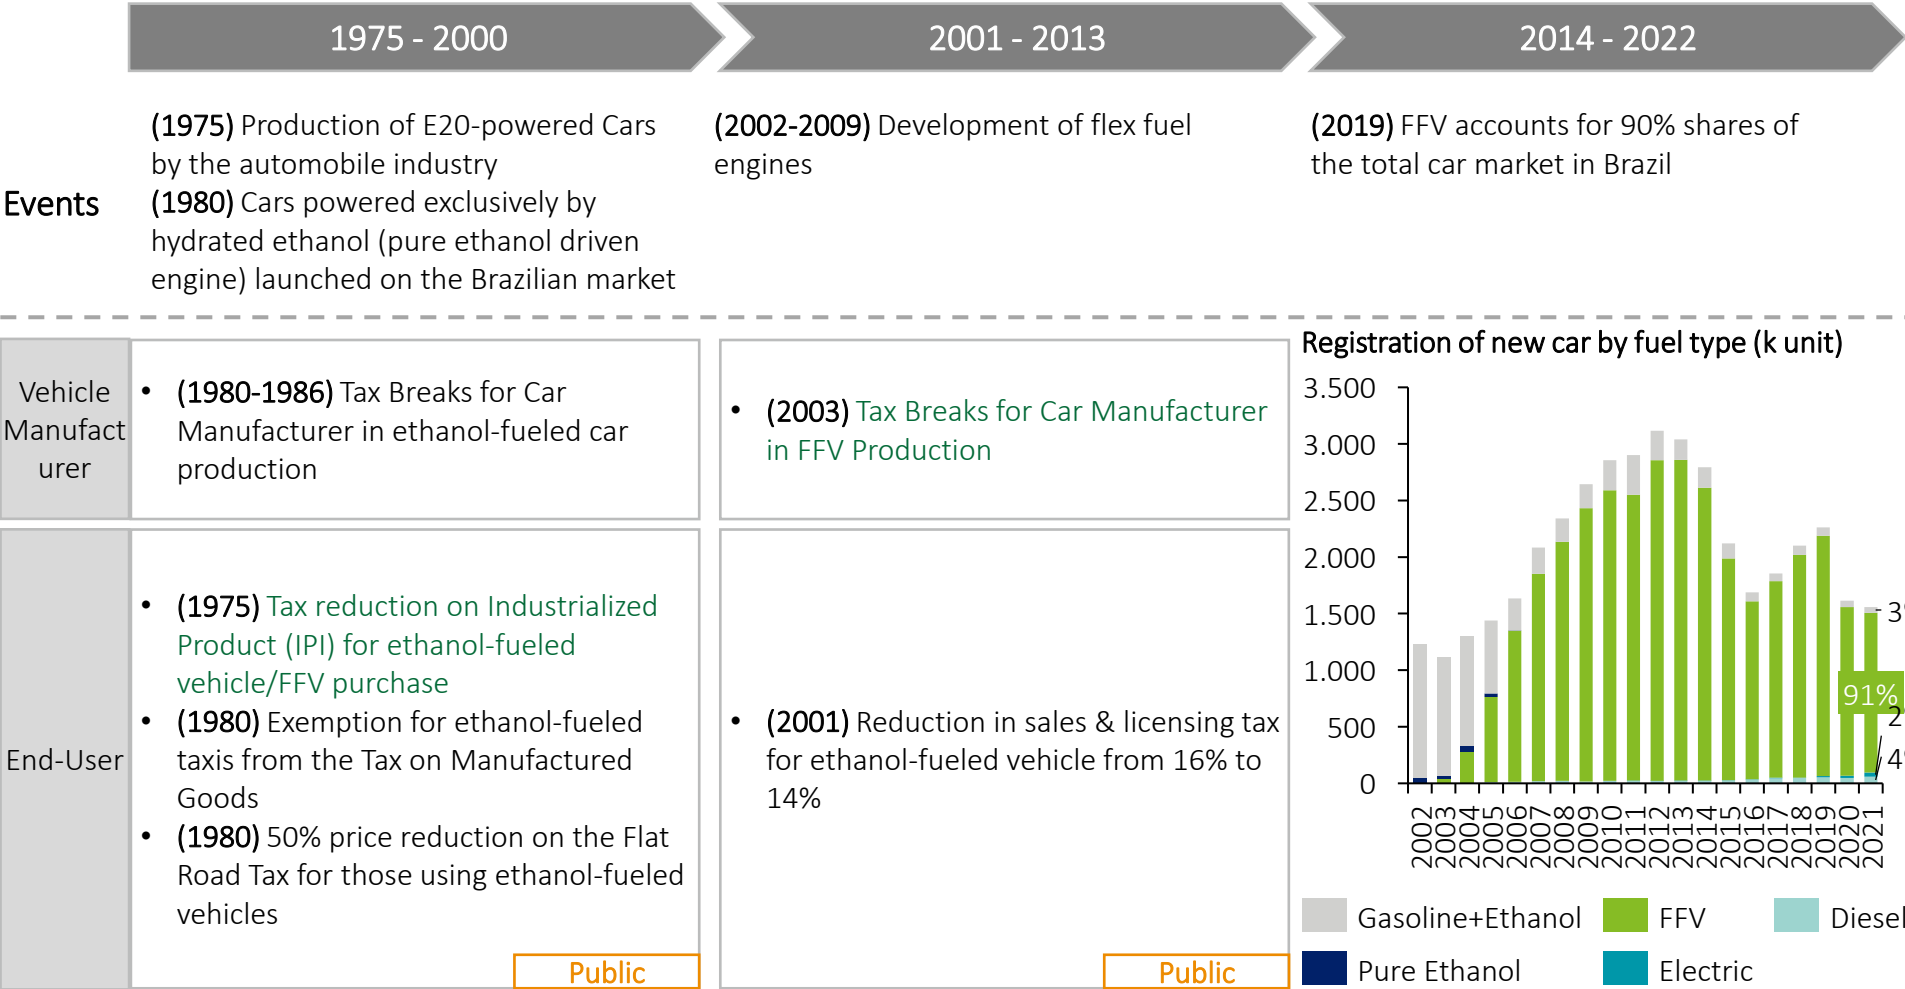 1975 - 2000
2001 - 2013
2014 - 2022
Events
(1975) Production of E20-powered Cars
by the automobile industry
(1980) Cars powered exclusively by
hydrated ethanol (pure ethanol driven
engine) launched on the Brazilian market
(2002-2009) Development of flex fuel
engines
(2019) FFV accounts for 90% shares of
the total car market in Brazil
Vehicle
Manufact
urer
• (1980-1986) Tax Breaks for Car
Manufacturer in ethanol-fueled car
production
• (2003) Tax Breaks for Car Manufacturer
in FFV Production
End-User
• (1975) Tax reduction on Industrialized
Product (IPI) for ethanol-fueled
vehicle/FFV purchase
• (1980) Exemption for ethanol-fueled
taxis from the Tax on Manufactured
Goods
• (1980) 50% price reduction on the Flat
Road Tax for those using ethanol-fueled
vehicles
Public
• (2001) Reduction in sales & licensing tax
for ethanol-fueled vehicle from 16% to
14%
Public
Registration of new car by fuel type (k unit)
3.500
3.000
2.500
2.000
1.500
1.000
500
0
3%
91%
2
4%
2002
2003
2004
2005
2006
2007
2008
2009
2010
2011
2012
2013
2014
2015
2016
2017
2018
2019
2020
2021
Gasoline+Ethanol
FFV
Diesel
Pure Ethanol
Electric